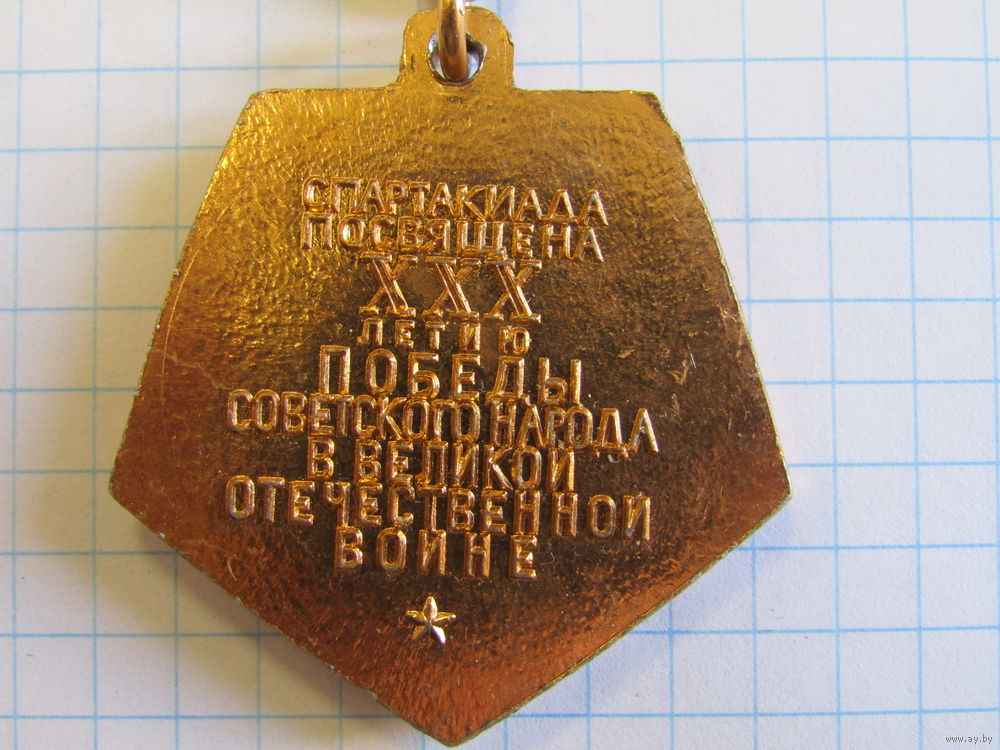 СПАРТАКИАДА
ПОСВЯЩЕНА
XXX
ЛЕТИЮ
ПОБЕДЫ
СОВЕТСКОГО НАРОДА
В ВЕЛИКОЙ
ОТЕЧЕСТВЕННОЙ
ВОЙНЕ
www.ay.by